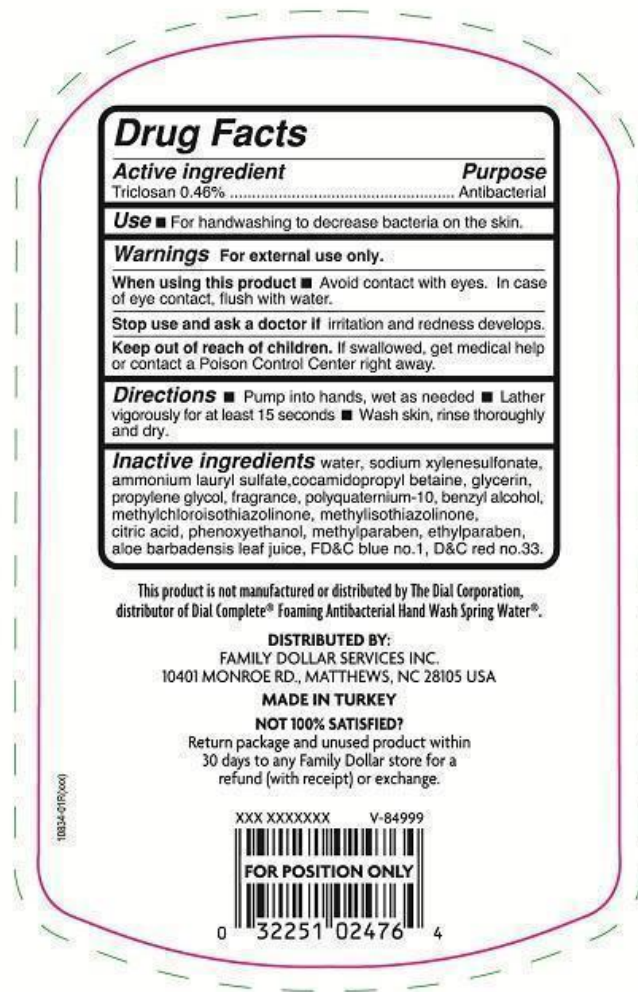 Drug Facts
Active ingredient Purpose
Triclosan 0.46% ........................................................ Antibacterial
Use ■ For handwashing to decrease bacteria on the skin.
Warnings For external use only.
When using this product ■ Avoid contact with eyes. In case
of eye contact, flush with water.
Stop use and ask a doctor if irritation and redness develops.
Keep out of reach of children. If swallowed, get medical help
or contact a Poison Control Center right away.
Directions ■ Pump into hands, wet as needed ■ Lather
vigorously for at least 15 seconds ■ Wash skin, rinse thoroughly
and dry.
Inactive ingredients water, sodium xylenesulfonate,
ammonium lauryl sulfate,cocamidopropyl betaine, glycerin,
propylene glycol, fragrance, polyquaternium-10, benzyl alcohol,
methylchloroisothiazolinone, methylisothiazolinone,
citric acid, phenoxyethanol, methylparaben, ethylparaben,
aloe barbadensis leaf juice, FD&C blue no.1, D&C red no.33.
This product is not manufactured or distributed by The Dial Corporation,
distributor of Dial Complete® Foaming Antibacterial Hand Wash Spring Water®.
DISTRIBUTED BY:
FAMILY DOLLAR SERVICES INC.
10401 MONROE RD., MATTHEWS, NC 28105 USA
MADE IN TURKEY
NOT 100% SATISFIED?
Return package and unused product within
30 days to any Family Dollar store for a
refund (with receipt) or exchange.
10834-01R(xxx)
XXX XXXXXXX V-84999
FOR POSITION ONLY
0 32251 02476 4